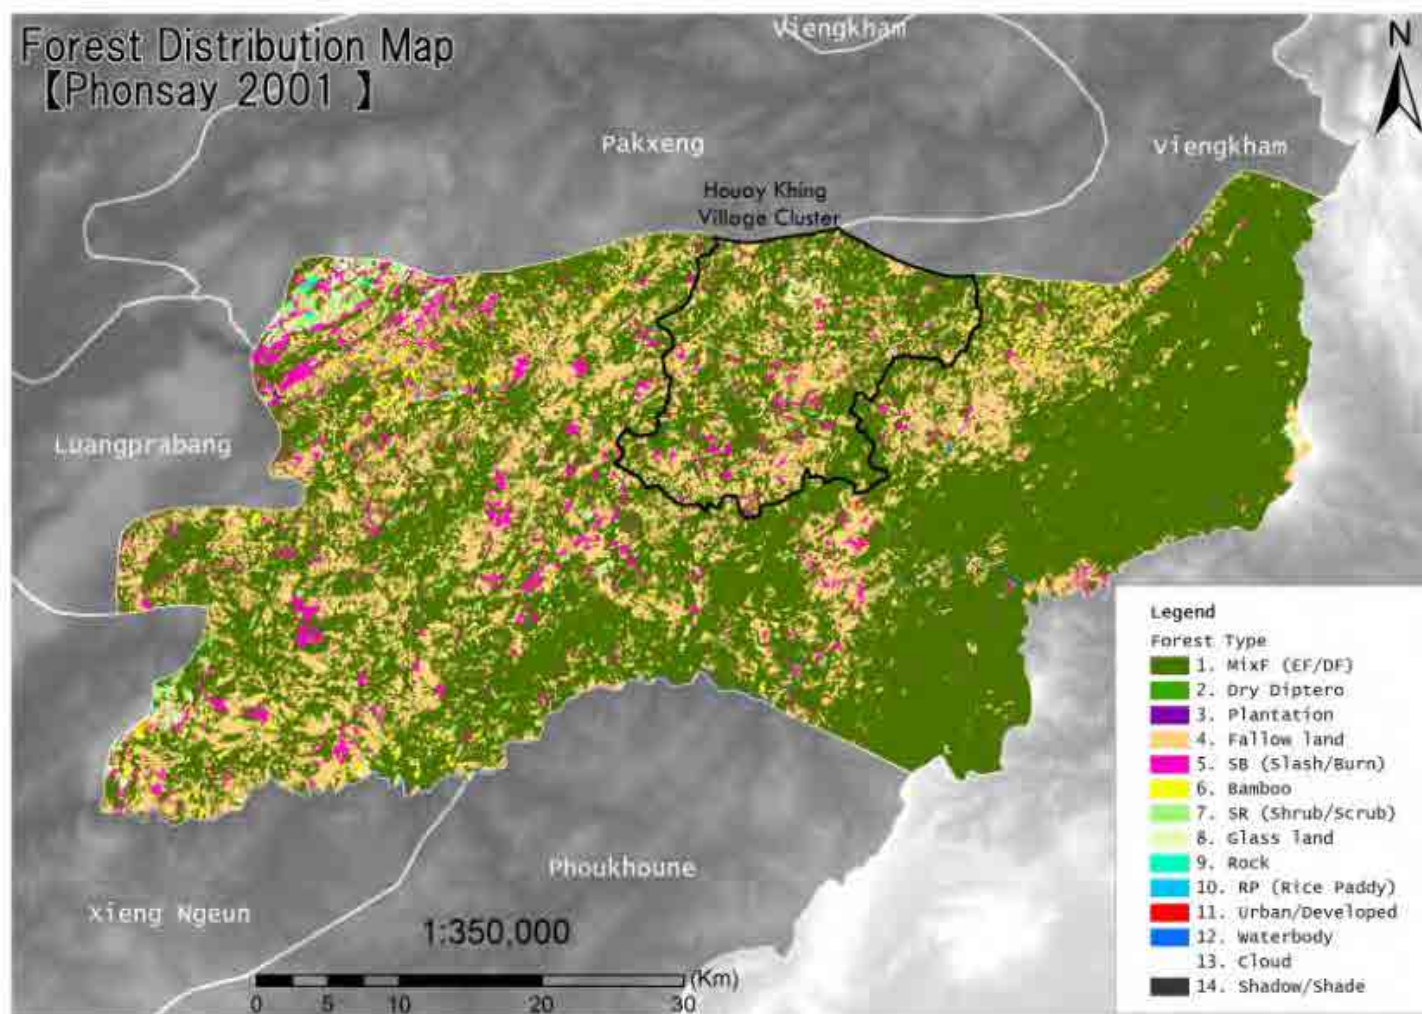 Forest Distribution Map
【Phonsay 2001 】
Viengkham
N
Pakxeng
Viengkham
Houay Khing
Village Cluster
Luangprabang
Phoukhoune
Xieng Ngeun
1:350,000
(Km)
0 5 10 20 30
Legend
Forest Type
1. MixF (EF/DF)
2. Dry Diptero
3. Plantation
4. Fallow land
5. SB (Slash/Burn)
6. Bamboo
7. SR (Shrub/Scrub)
8. Glass land
9. Rock
10. RP (Rice Paddy)
11. Urban/Developed
12. Waterbody
13. Cloud
14. Shadow/Shade